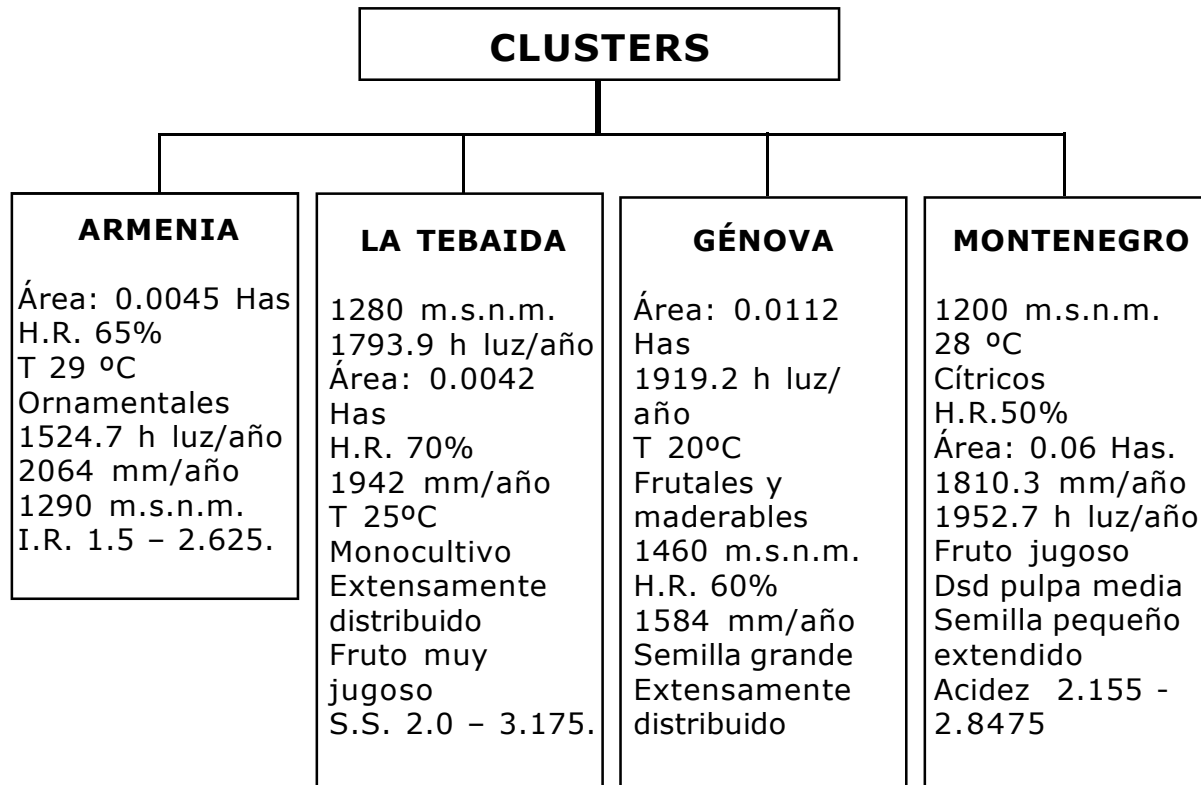 CLUSTERS
ARMENIA
Área: 0.0045 Has
H.R. 65%
T 29 ºC
Ornamentales
1524.7 h luz/año
2064 mm/año
1290 m.s.n.m.
I.R. 1.5 – 2.625.
LA TEBAIDA
1280 m.s.n.m.
1793.9 h luz/año
Área: 0.0042
Has
H.R. 70%
1942 mm/año
T 25ºC
Monocultivo
Extensamente
distribuido
Fruto muy
jugoso
S.S. 2.0 – 3.175.
GÉNOVA
Área: 0.0112
Has
1919.2 h luz/
año
T 20ºC
Frutales y
maderables
1460 m.s.n.m.
H.R. 60%
1584 mm/año
Semilla grande
Extensamente
distribuido
MONTENEGRO
1200 m.s.n.m.
28 ºC
Cítricos
H.R.50%
Área: 0.06 Has.
1810.3 mm/año
1952.7 h luz/año
Fruto jugoso
Dsd pulpa media
Semilla pequeño
extendido
Acidez 2.155 -
2.8475